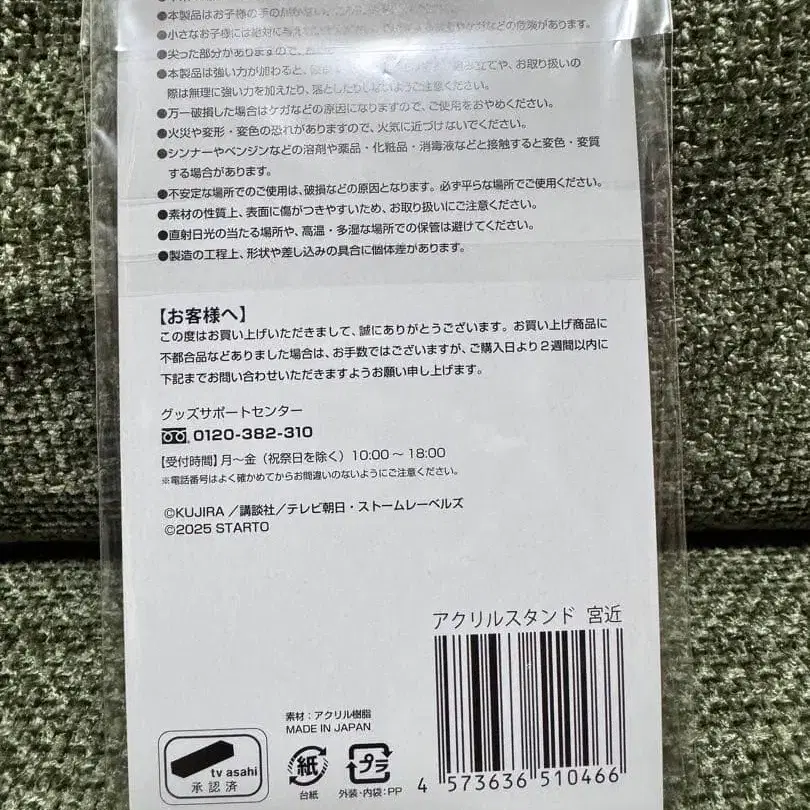 ●本製品はお子様の手の届かない
●小さなお子様には絶対に与えないでケガなどの危険があります。
●尖った部分がありますので、
●本製品は強い力が加わると、組み立てや、お取り扱いの
際は無理に強い力を加えたり、落としたりしないようご注意ください。
●万一破損した場合はケガなどの原因になりますので、ご使用をおやめください。
●火災や変形・変色の恐れがありますので、火気に近づけないでください。
●シンナーやベンジンなどの溶剤や薬品・化粧品・消毒液などと接触すると変色・変質
する場合があります。
●不安定な場所でのご使用は、破損などの原因となります。必ず平らな場所でご使用ください。
●素材の性質上、表面に傷がつきやすいため、お取り扱いにご注意ください。
●直射日光の当たる場所や、高温・多湿な場所での保管は避けてください。
●製造の工程上、形状や差し込みの具合に個体差があります。
【お客様へ】
この度はお買い上げいただきまして、誠にありがとうございます。お買い上げ商品に
不都合品などありました場合は、お手数ではございますが、ご購入日より2週間以内に
下記までお問い合わせいただきますようお願い申し上げます。
グッズサポートセンター
0120-382-310
【受付時間】月〜金(祝祭日を除く)10:00〜18:00
※電話番号はよく確かめてからお間違いのないようにご注意ください。
©KUJIRA/講談社/テレビ朝日・ストームレーベルズ
©2025 STARTO
アクリルスタンド 宮近
素材:アクリル樹脂
MADE IN JAPAN
tv asahi
承認済
紙
台紙
プラ
外装・内袋:PP
4 573636 510466